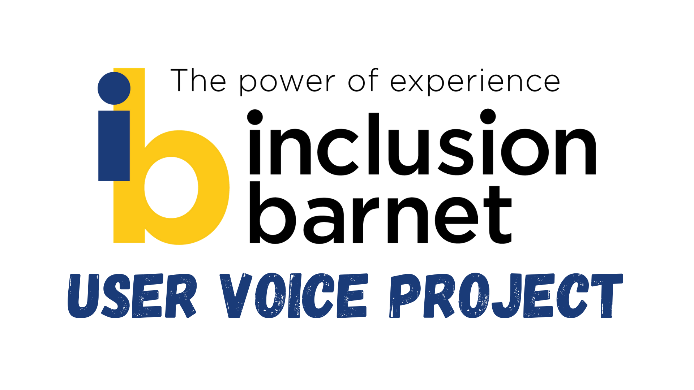 The power of experience
ib
inclusion
barnet
USER VOICE PROJECT